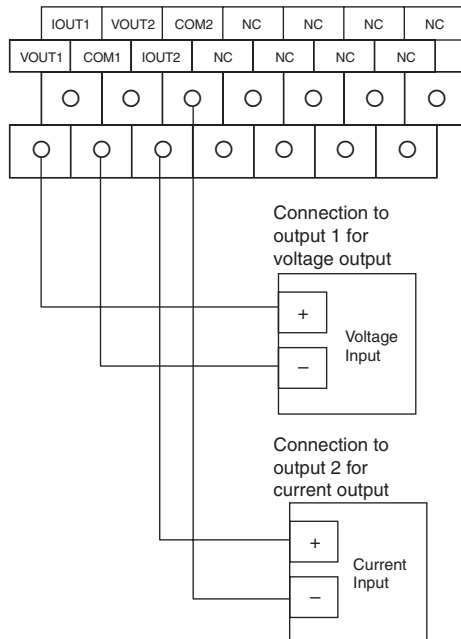 IOUT1 VOUT2 COM2 NC NC NC NC
VOUT1 COM1 IOUT2 NC NC NC NC
Connection to
output 1 for
voltage output
+
Voltage
Input
−
Connection to
output 2 for
current output
+
Current
Input
−